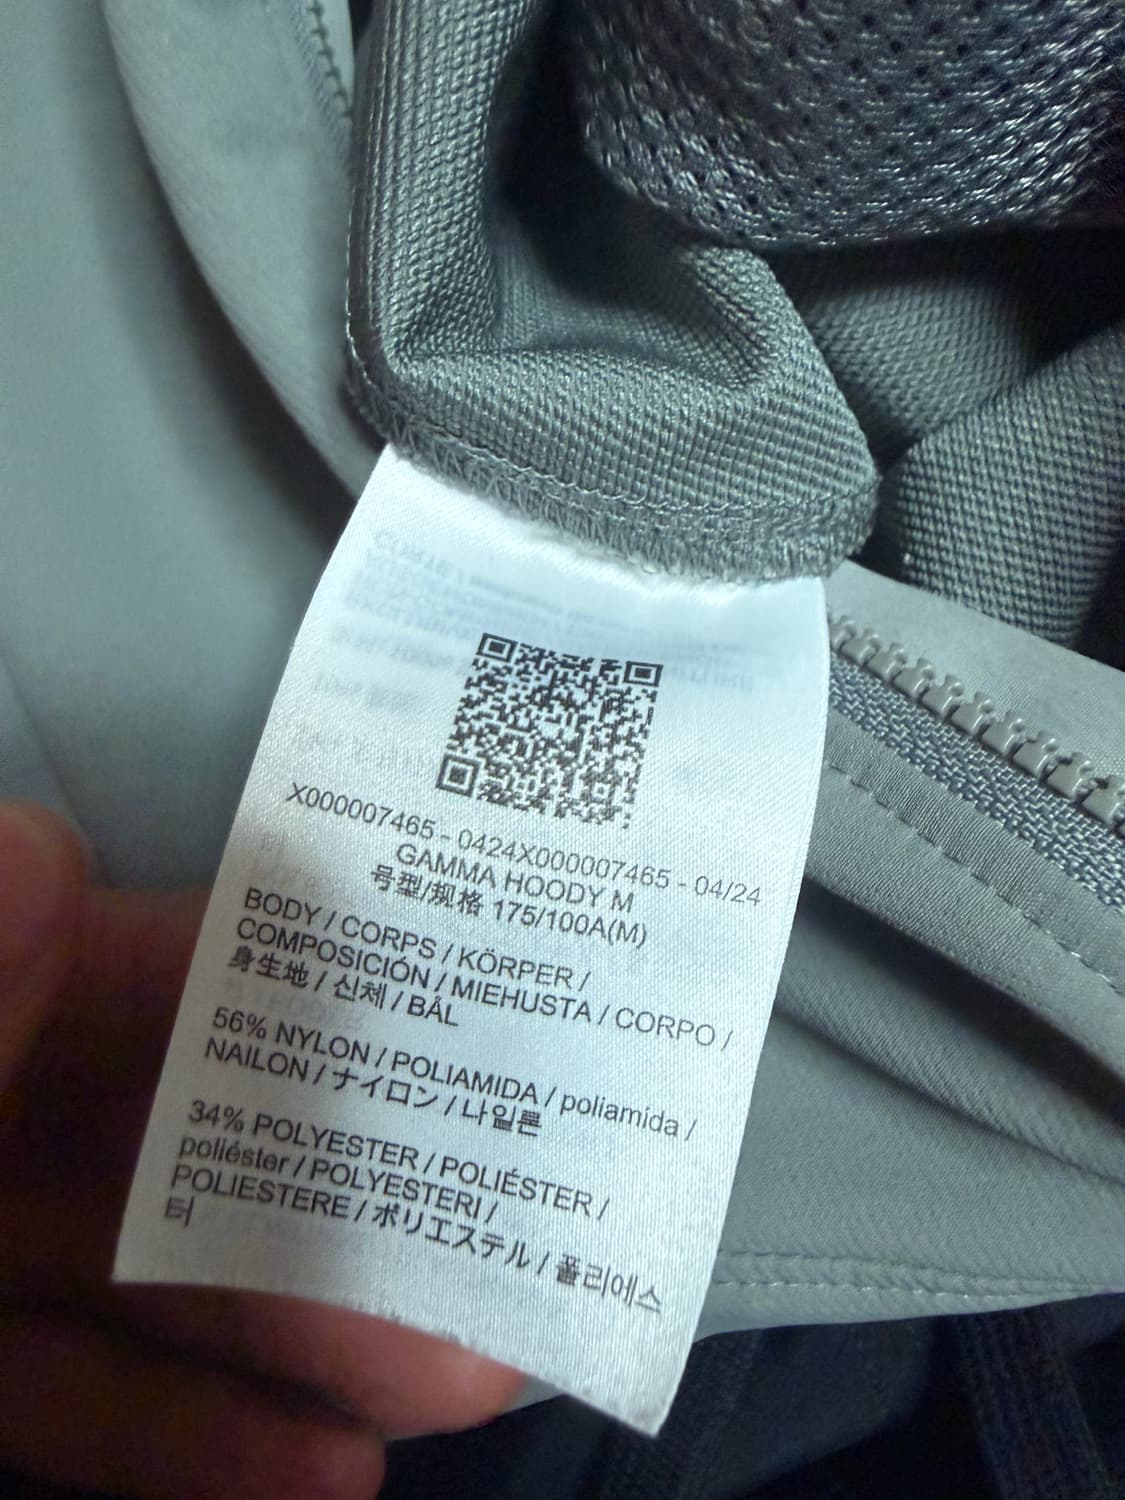 X000007465 - 0424X000007465 - 04/24
GAMMA HOODY M
号型/规格 175/100A(M)
BODY / CORPS / KÖRPER /
COMPOSICIÓN / MIEHUSTA / CORPO /
身生地 / 신체 / BÅL
56% NYLON / POLIAMIDA / poliamida /
NAILON / ナイロン / 나일론
34% POLYESTER / POLIÉSTER /
poliéster / POLYESTERI /
POLIESTERE / ポリエステル / 폴리에스
터